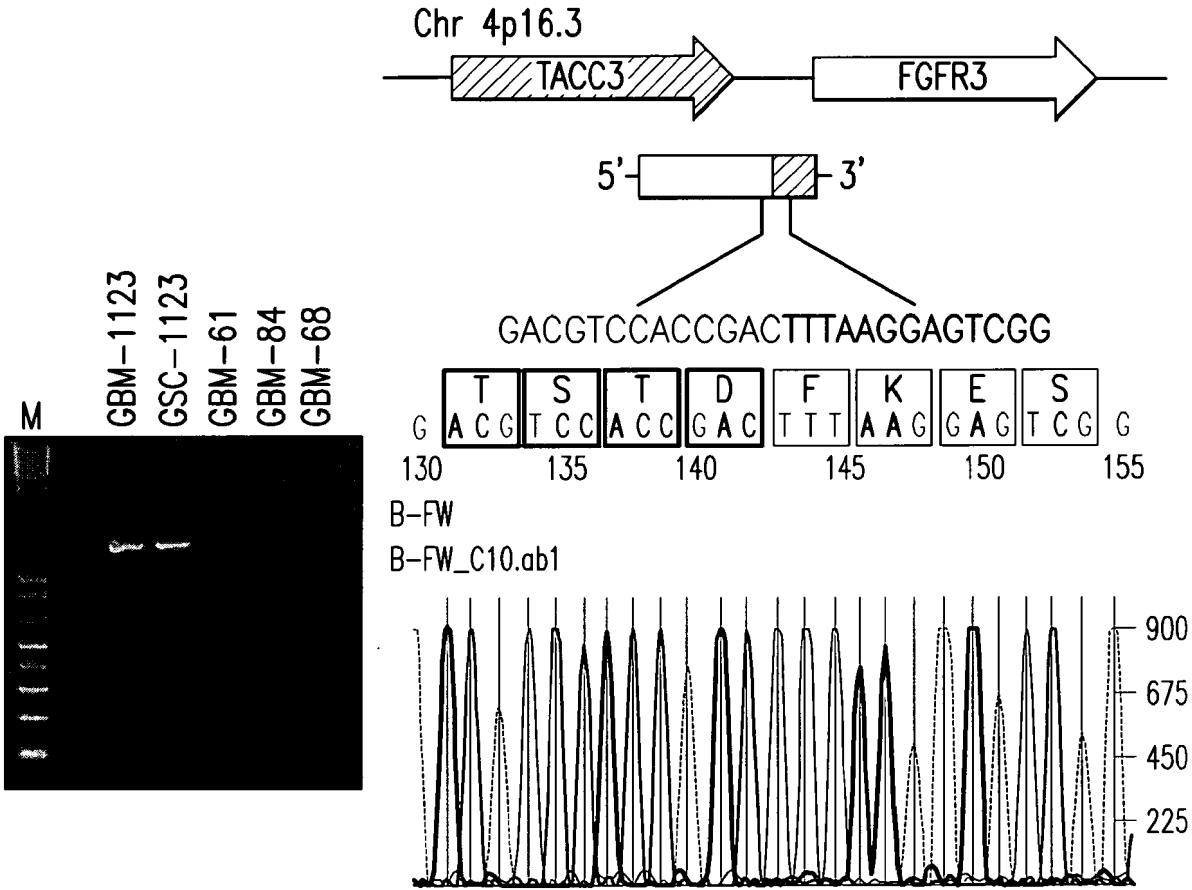 Chr 4p16.3
TACC3
FGFR3
5'
3'
GACGTCCACCGACTTTAAGGAGTCGG
T S T D F K E S
G ACG TCC ACC GAC TTT AAG GAG TCG G
130 135 140 145 150 155
B-FW
B-FW_C10.ab1
900
675
450
225
M
GBM-1123
GSC-1123
GBM-61
GBM-84
GBM-68